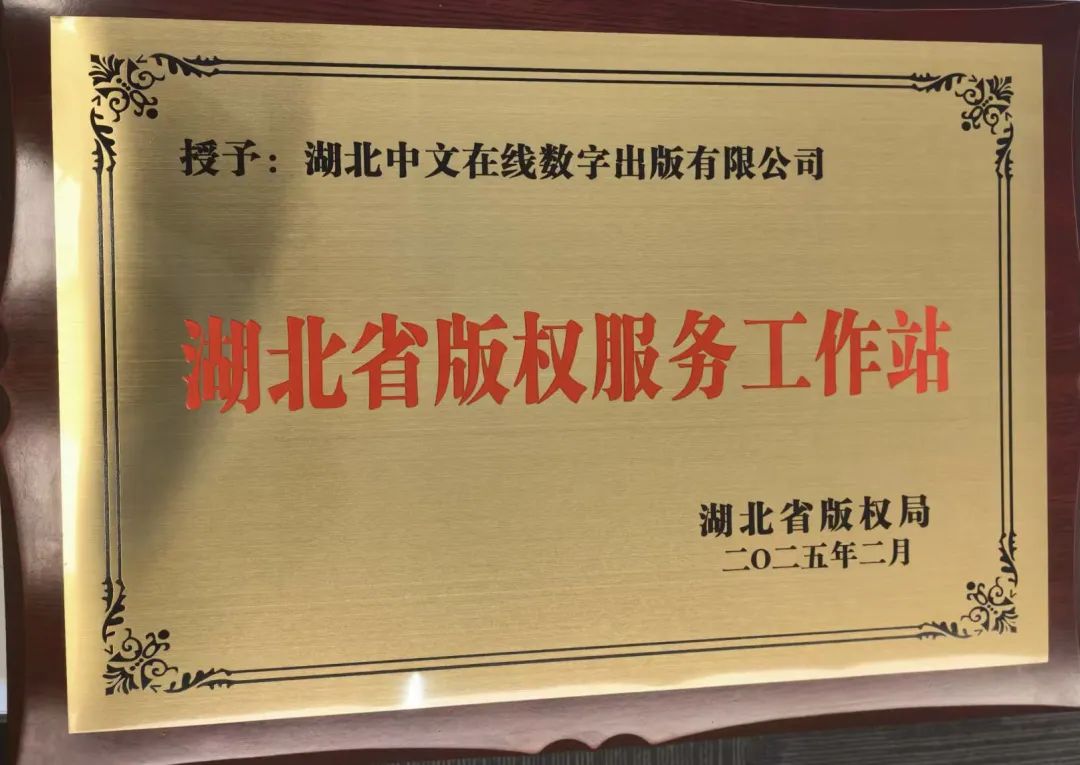 授予：湖北中文在线数字出版有限公司
湖北省版权服务工作站
湖北省版权局
二〇二五年二月